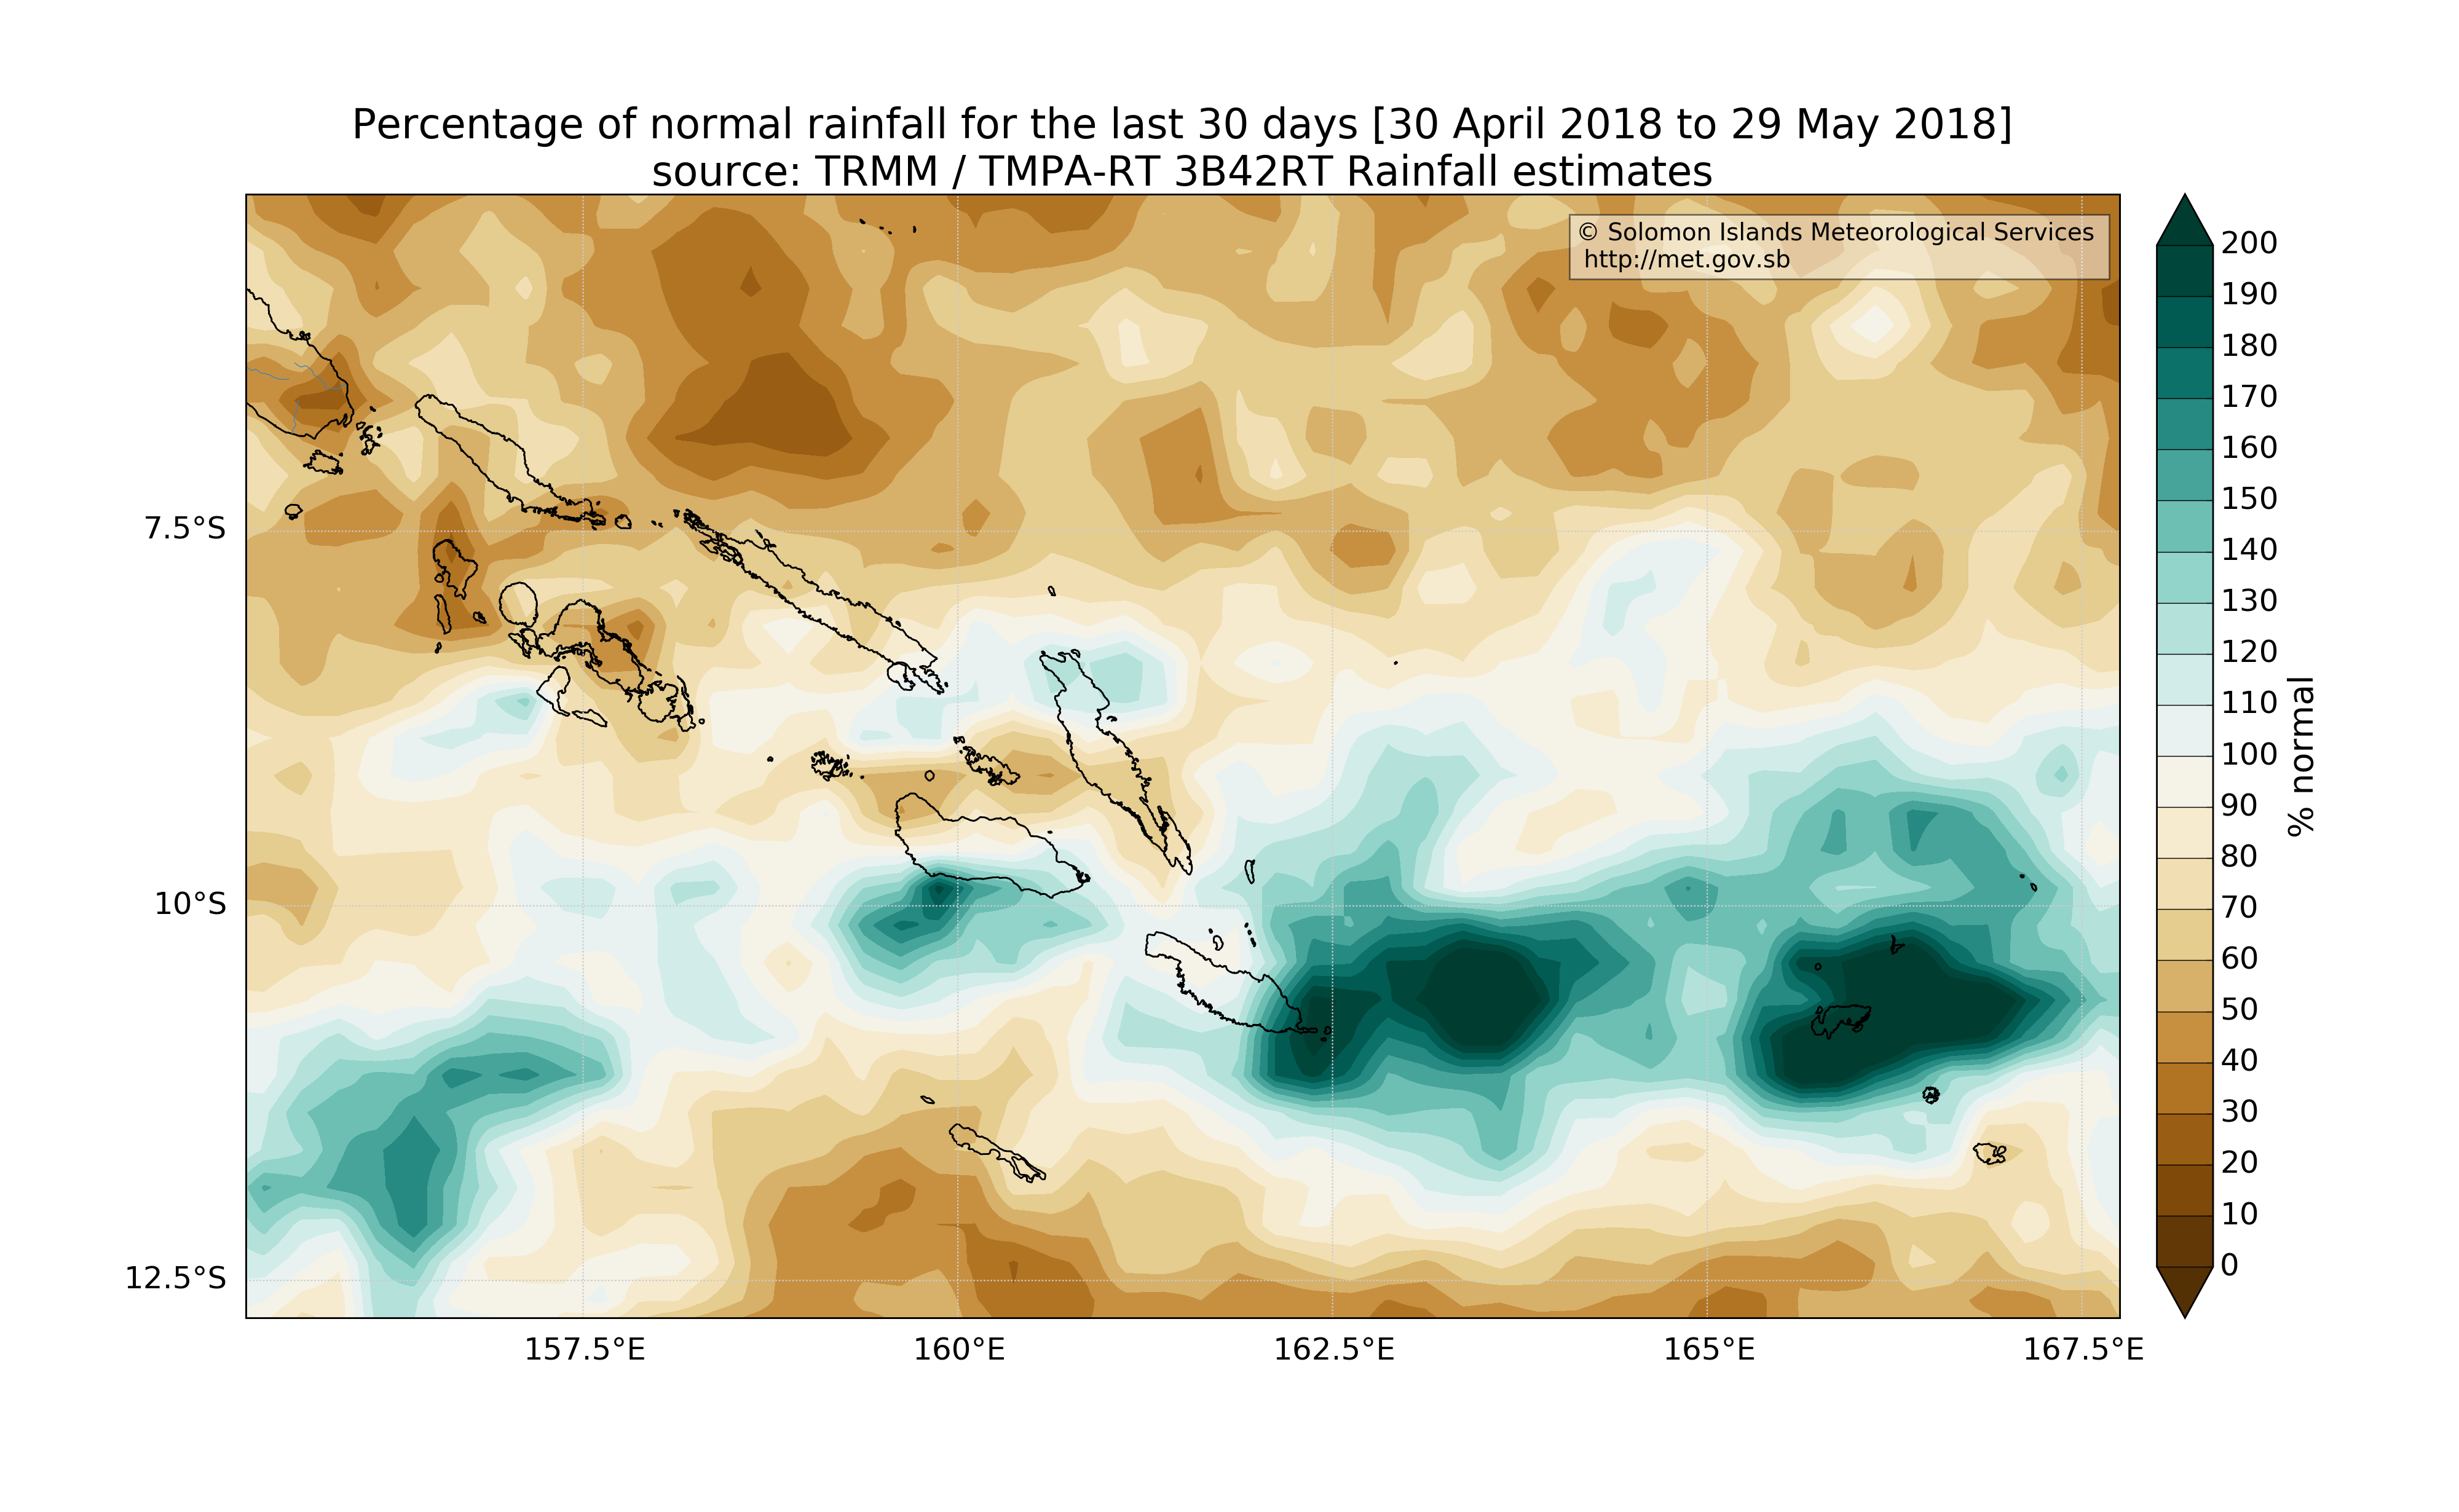 Percentage of normal rainfall for the last 30 days [30 April 2018 to 29 May 2018]
source: TRMM / TMPA-RT 3B42RT Rainfall estimates
© Solomon Islands Meteorological Services
http://met.gov.sb
7.5°S
10°S
12.5°S
157.5°E
160°E
162.5°E
165°E
167.5°E
200
190
180
170
160
150
140
130
120
110
100
90
80
70
60
50
40
30
20
10
0
% normal